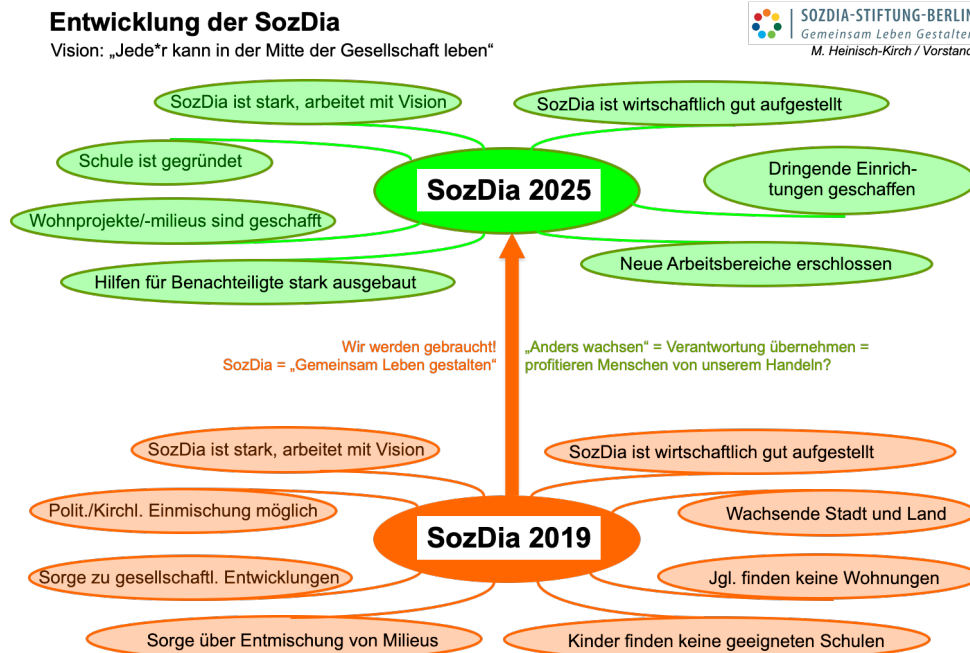 Entwicklung der SozDia
Vision: „Jede*r kann in der Mitte der Gesellschaft leben“
SOZDIA-STIFTUNG-BERLIN
Gemeinsam Leben Gestalten
M. Heinisch-Kirch / Vorstand
SozDia ist stark, arbeitet mit Vision
SozDia ist wirtschaftlich gut aufgestellt
Schule ist gegründet
Dringende Einrich-
tungen geschaffen
SozDia 2025
Wohnprojekte/-milieus sind geschafft
Neue Arbeitsbereiche erschlossen
Hilfen für Benachteiligte stark ausgebaut
Wir werden gebraucht!
SozDia = „Gemeinsam Leben gestalten“
„Anders wachsen“ = Verantwortung übernehmen =
profitieren Menschen von unserem Handeln?
SozDia ist stark, arbeitet mit Vision
SozDia ist wirtschaftlich gut aufgestellt
Polit./Kirchl. Einmischung möglich
Wachsende Stadt und Land
SozDia 2019
Sorge zu gesellschaftl. Entwicklungen
Jgl. finden keine Wohnungen
Sorge über Entmischung von Milieus
Kinder finden keine geeigneten Schulen